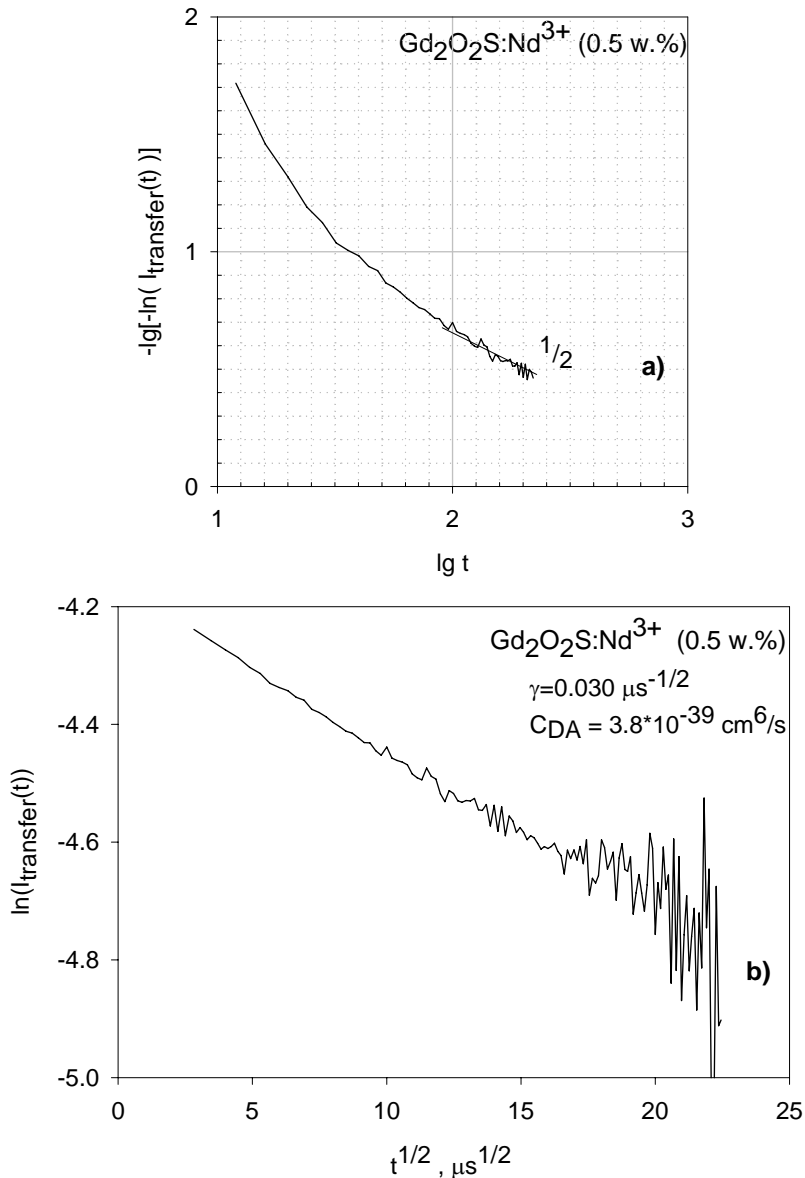 2
Gd2O2S:Nd3+ (0.5 w.%)
-lg[-ln( Itransfer(t) )]
1
1/2
a)
0
1
2
3
lg t
-4.2
Gd2O2S:Nd3+ (0.5 w.%)
γ=0.030 μs-1/2
CDA = 3.8*10-39 cm6/s
-4.4
ln(Itransfer(t))
-4.6
-4.8
b)
-5.0
0
5
10
15
20
25
t1/2 , μs1/2